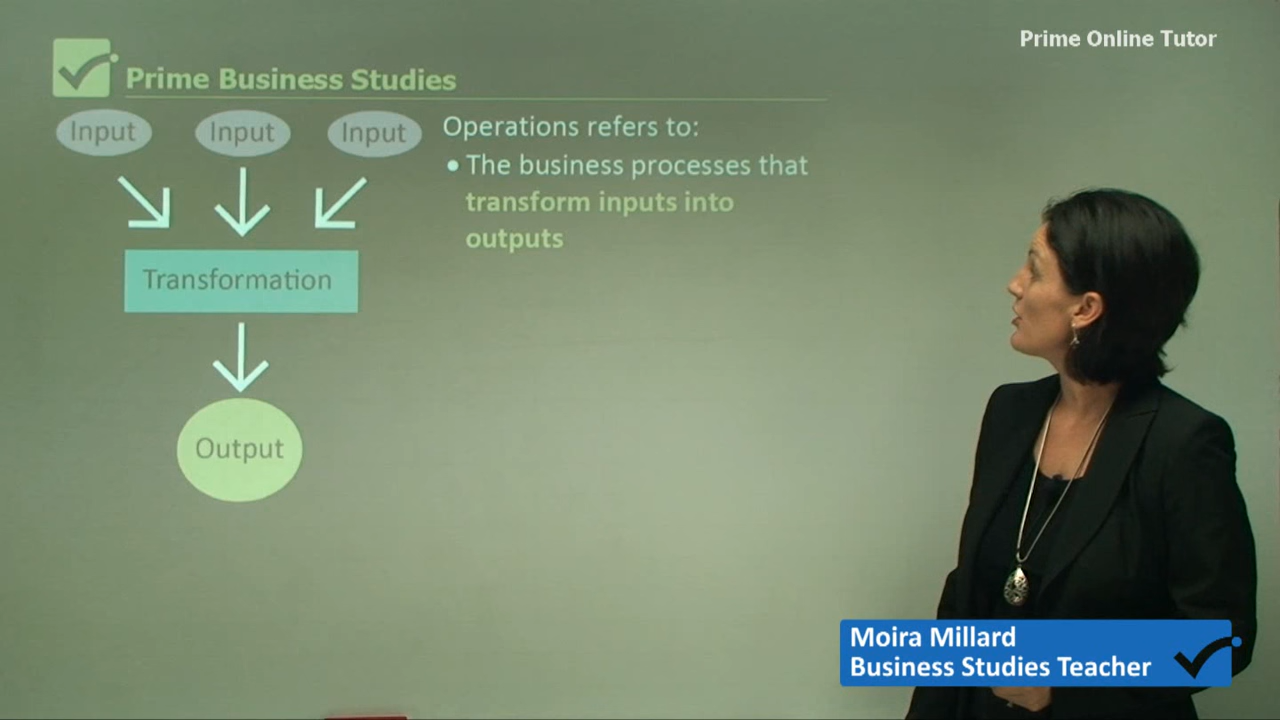 Prime Online Tutor
Prime Business Studies
Input Input Input
Operations refers to:
• The business processes that
transform inputs into
outputs
Transformation
Output
Moira Millard
Business Studies Teacher